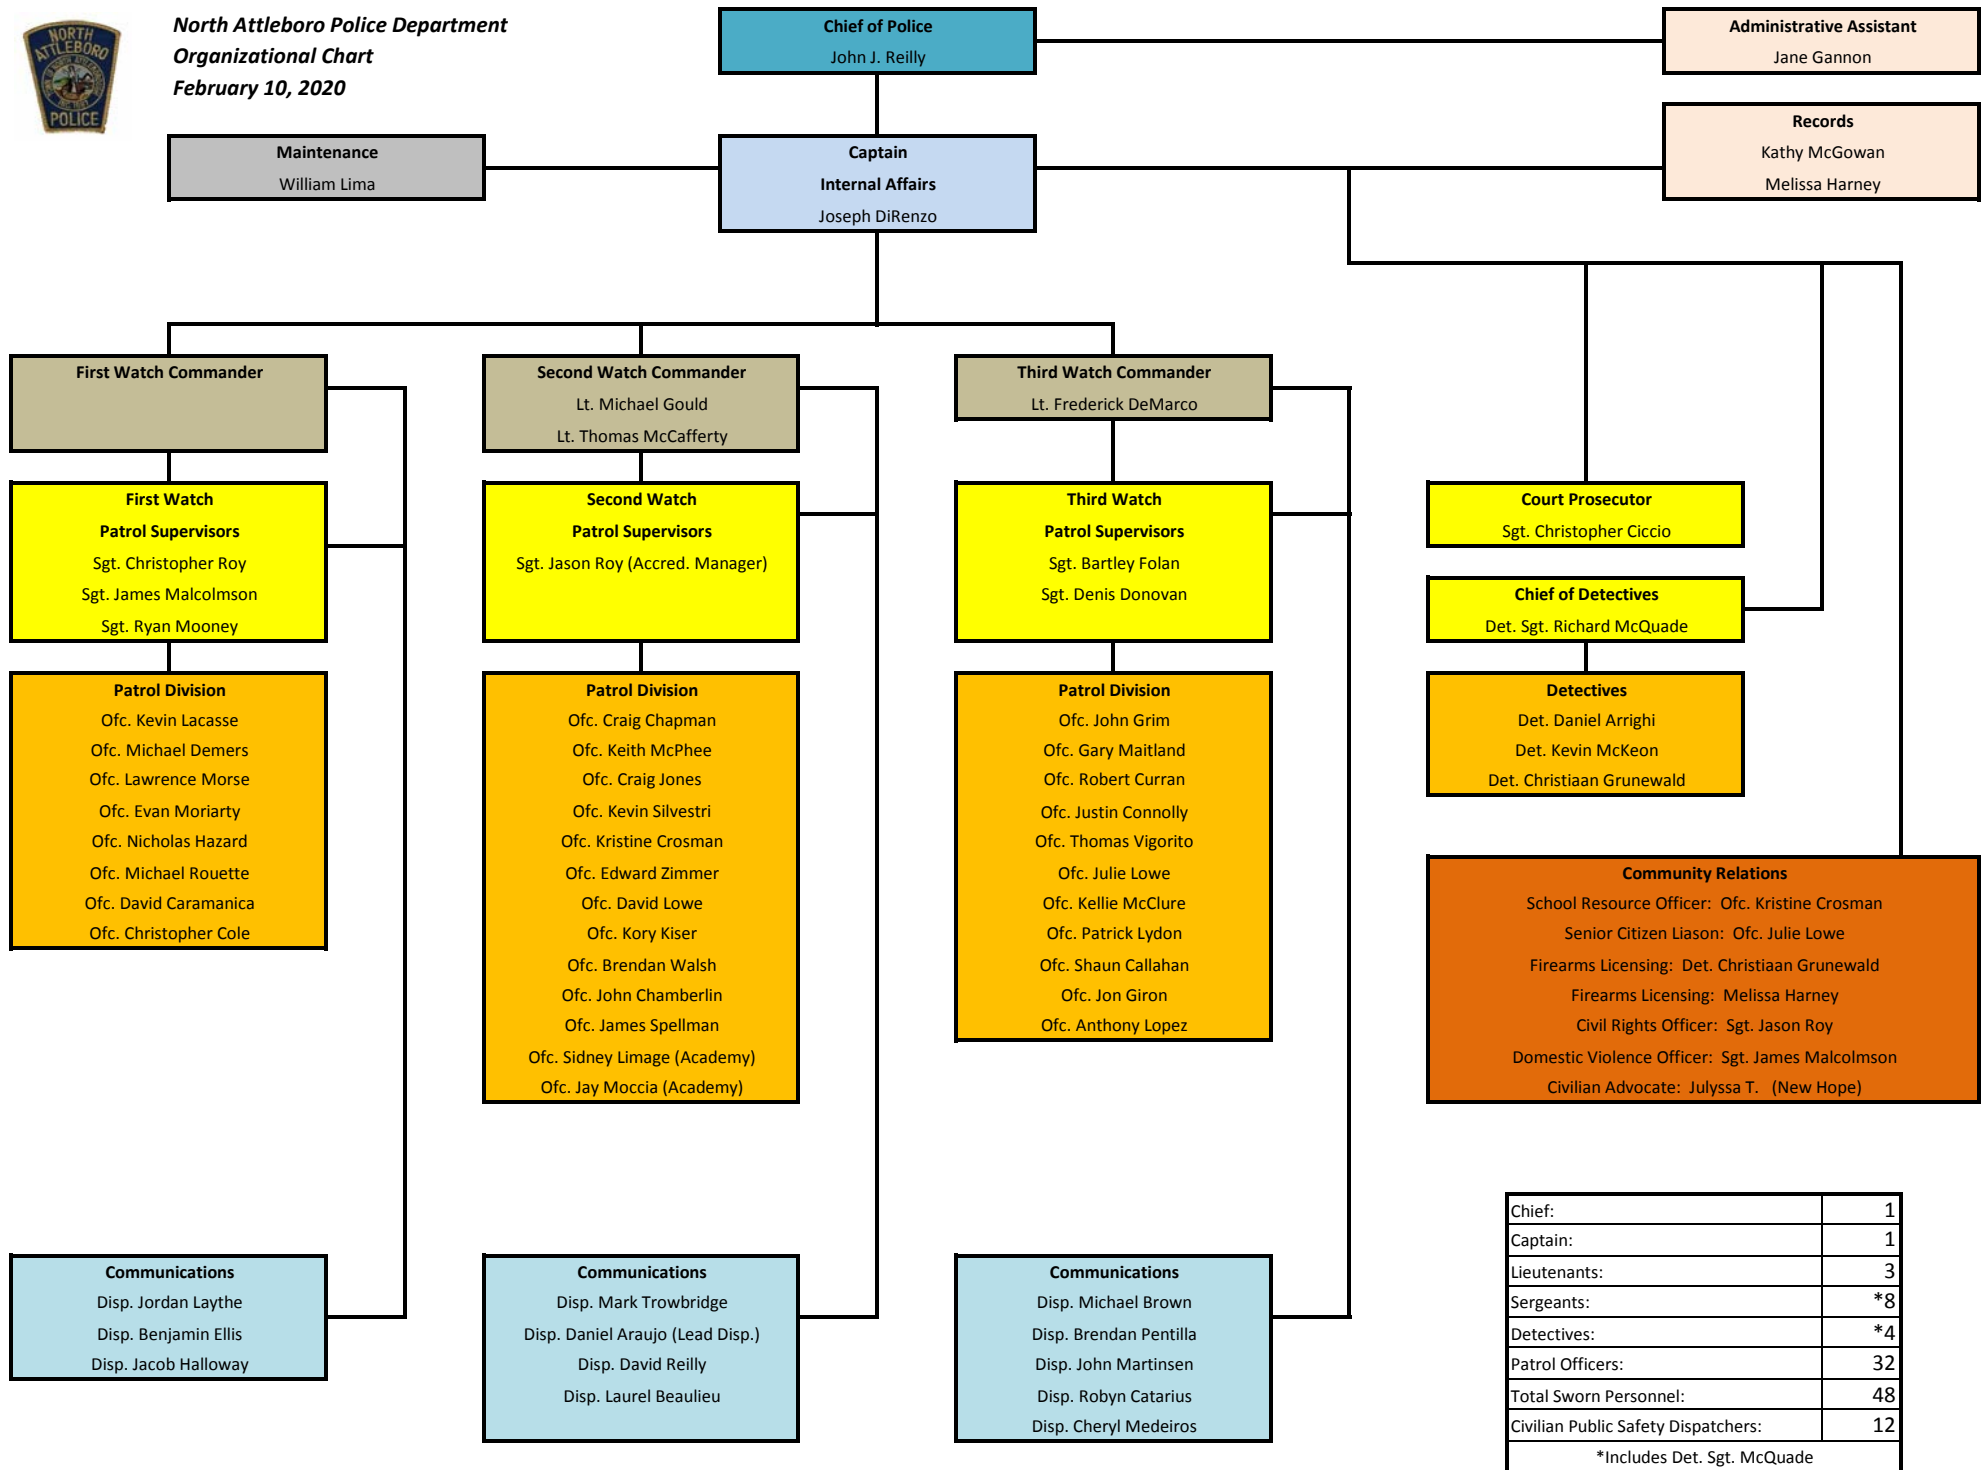 NORTH
ATTLEBORO
POLICE
North Attleboro Police Department
Organizational Chart
February 10, 2020
Chief of Police
John J. Reilly
Administrative Assistant
Jane Gannon
Records
Kathy McGowan
Melissa Harney
Maintenance
William Lima
Captain
Internal Affairs
Joseph DiRenzo
First Watch Commander
Second Watch Commander
Lt. Michael Gould
Lt. Thomas McCafferty
Third Watch Commander
Lt. Frederick DeMarco
First Watch
Patrol Supervisors
Sgt. Christopher Roy
Sgt. James Malcolmson
Sgt. Ryan Mooney
Second Watch
Patrol Supervisors
Sgt. Jason Roy (Accred. Manager)
Third Watch
Patrol Supervisors
Sgt. Bartley Folan
Sgt. Denis Donovan
Court Prosecutor
Sgt. Christopher Ciccio
Chief of Detectives
Det. Sgt. Richard McQuade
Patrol Division
Ofc. Kevin Lacasse
Ofc. Michael Demers
Ofc. Lawrence Morse
Ofc. Evan Moriarty
Ofc. Nicholas Hazard
Ofc. Michael Rouette
Ofc. David Caramanica
Ofc. Christopher Cole
Patrol Division
Ofc. Craig Chapman
Ofc. Keith McPhee
Ofc. Craig Jones
Ofc. Kevin Silvestri
Ofc. Kristine Crosman
Ofc. Edward Zimmer
Ofc. David Lowe
Ofc. Kory Kiser
Ofc. Brendan Walsh
Ofc. John Chamberlin
Ofc. James Spellman
Ofc. Sidney Limage (Academy)
Ofc. Jay Moccia (Academy)
Patrol Division
Ofc. John Grim
Ofc. Gary Maitland
Ofc. Robert Curran
Ofc. Justin Connolly
Ofc. Thomas Vigorito
Ofc. Julie Lowe
Ofc. Kellie McClure
Ofc. Patrick Lydon
Ofc. Shaun Callahan
Ofc. Jon Giron
Ofc. Anthony Lopez
Detectives
Det. Daniel Arrighi
Det. Kevin McKeon
Det. Christiaan Grunewald
Community Relations
School Resource Officer: Ofc. Kristine Crosman
Senior Citizen Liason: Ofc. Julie Lowe
Firearms Licensing: Det. Christiaan Grunewald
Firearms Licensing: Melissa Harney
Civil Rights Officer: Sgt. Jason Roy
Domestic Violence Officer: Sgt. James Malcolmson
Civilian Advocate: Julyssa T. (New Hope)
Communications
Disp. Jordan Laythe
Disp. Benjamin Ellis
Disp. Jacob Halloway
Communications
Disp. Mark Trowbridge
Disp. Daniel Araujo (Lead Disp.)
Disp. David Reilly
Disp. Laurel Beaulieu
Communications
Disp. Michael Brown
Disp. Brendan Pentilla
Disp. John Martinsen
Disp. Robyn Catarius
Disp. Cheryl Medeiros
Chief: 1
Captain: 1
Lieutenants: 3
Sergeants: *8
Detectives: *4
Patrol Officers: 32
Total Sworn Personnel: 48
Civilian Public Safety Dispatchers: 12
*Includes Det. Sgt. McQuade